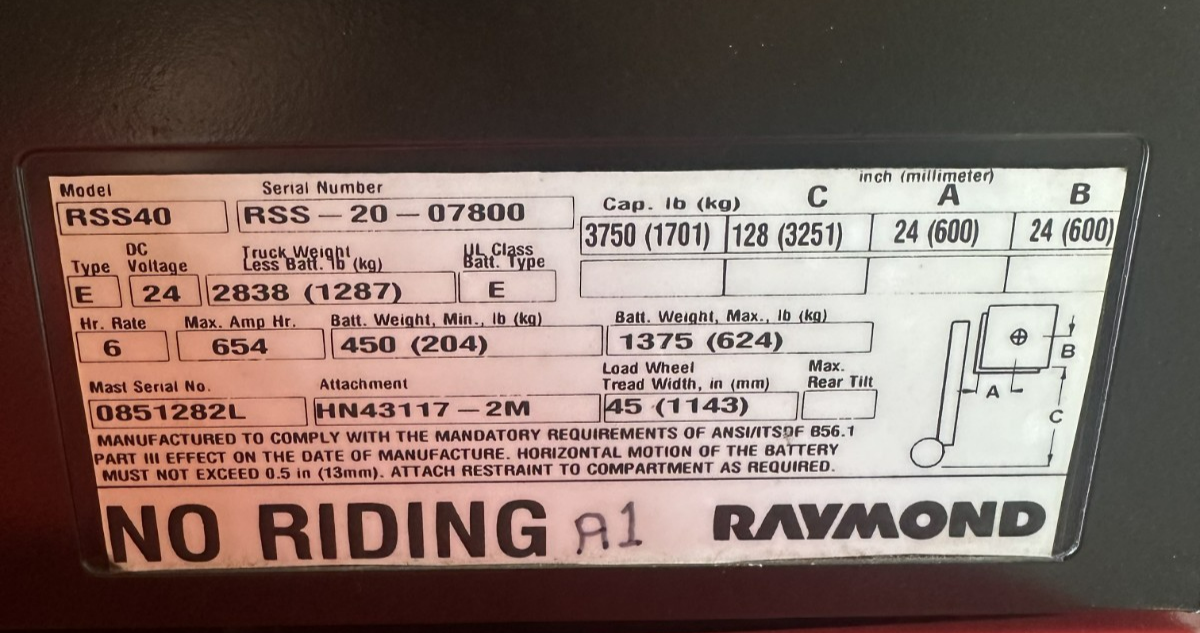 inch (millimeter)
Model Serial Number Cap. lb (kg) C A B
RSS40 RSS – 20 – 07800 3750 (1701) 128 (3251) 24 (600) 24 (600)
Type DC Voltage Truck Weight Less Batt. lb (kg) UL Class Batt. Type
E 24 2838 (1287) E
Hr. Rate Max. Amp Hr. Batt. Weight, Min., lb (kg) Batt. Weight, Max., lb (kg)
6 654 450 (204) 1375 (624)
Mast Serial No. Attachment Load Wheel Tread Width, in (mm) Max. Rear Tilt
0851282L HN43117 – 2M 45 (1143)
B
A
C
MANUFACTURED TO COMPLY WITH THE MANDATORY REQUIREMENTS OF ANSI/ITSDF B56.1
PART III EFFECT ON THE DATE OF MANUFACTURE. HORIZONTAL MOTION OF THE BATTERY
MUST NOT EXCEED 0.5 in (13mm). ATTACH RESTRAINT TO COMPARTMENT AS REQUIRED.
NO RIDING A1 RAYMOND